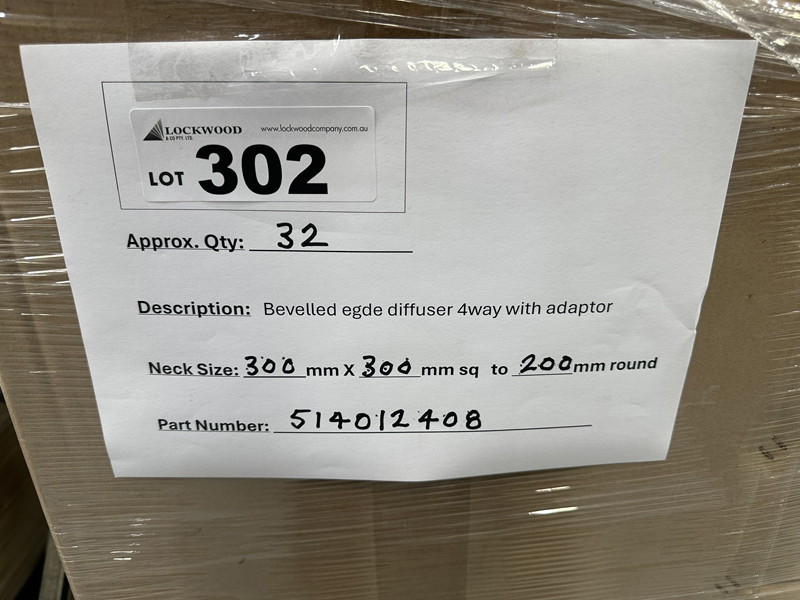 LOCKWOOD
& CO PTY. LTD.
www.lockwoodcompany.com.au
LOT 302
Approx. Qty: 32
Description: Bevelled egde diffuser 4way with adaptor
Neck Size: 300 mm X 300 mm sq to 200 mm round
Part Number: 514012408